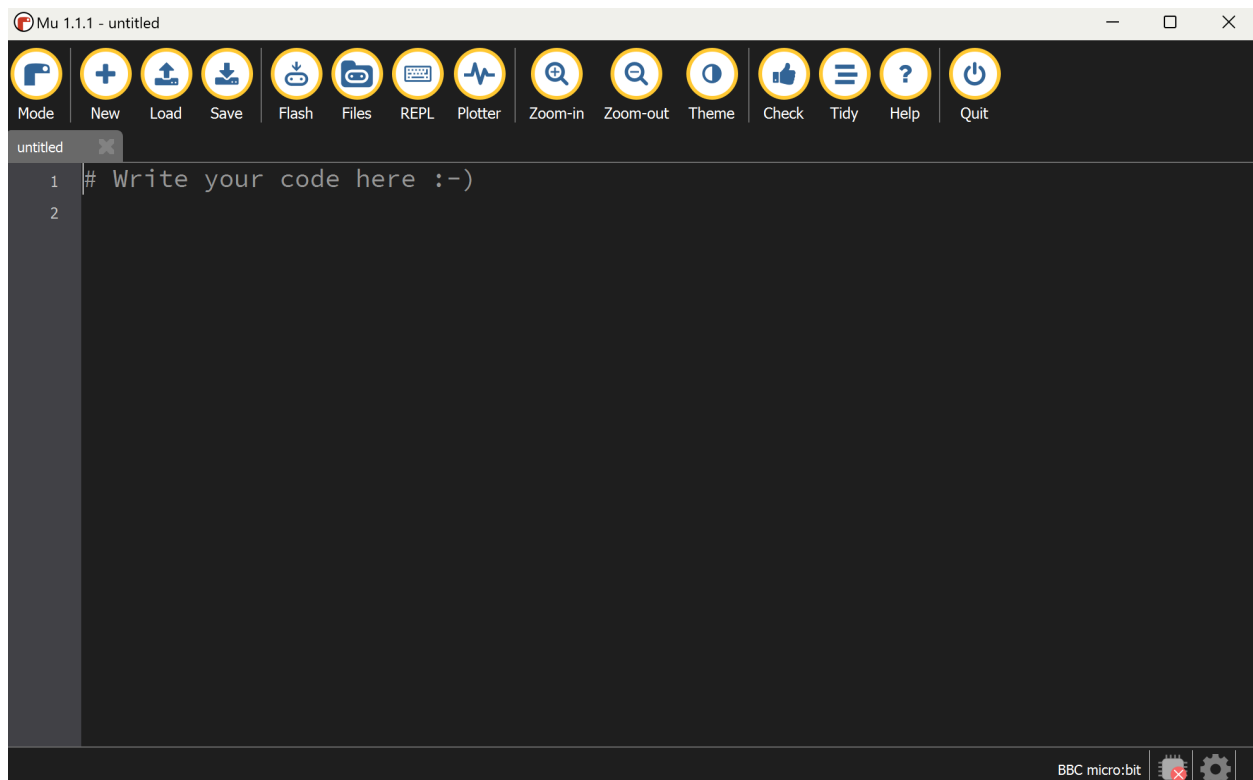 Mu 1.1.1 - untitled
Mode New Load Save Flash Files REPL Plotter Zoom-in Zoom-out Theme Check Tidy Help Quit
untitled
1 # Write your code here :-)
2
BBC micro:bit